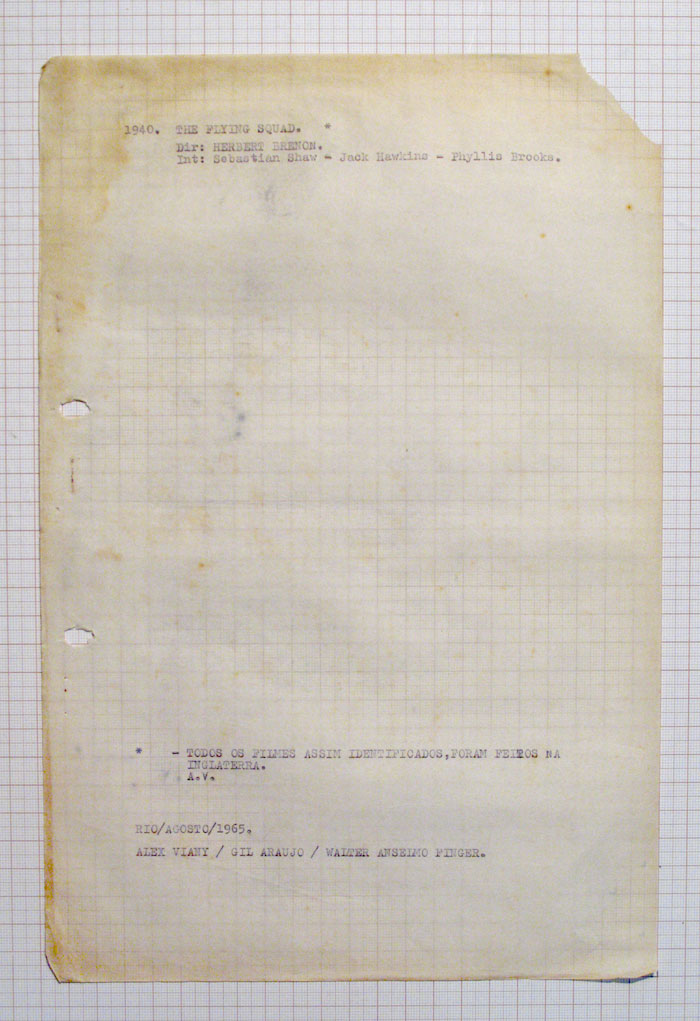 1940. THE FLYING SQUAD. *
Dir: HERBERT BRENON.
Int: Sebastian Shaw - Jack Hawkins - Phyllis Brooks.
* - TODOS OS FILMES ASSIM IDENTIFICADOS,FORAM FEITOS NA
INGLATERRA.
A.V.
RIO/AGOSTO/1965.
ALEX VIANY / GIL ARAUJO / WALTER ANSELMO FINGER.